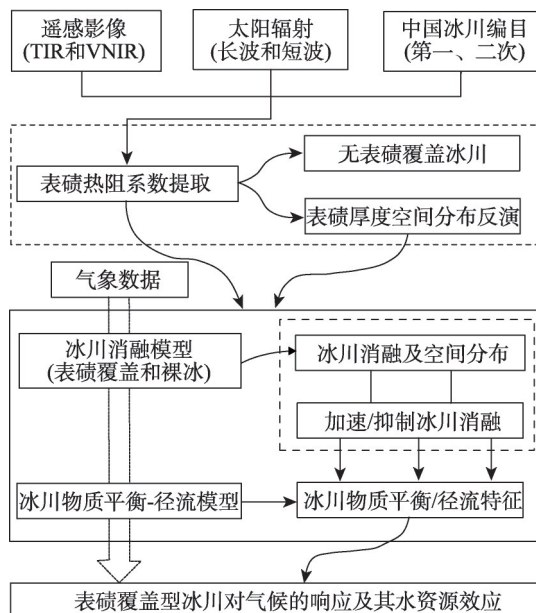 遥感影像
(TIR和VNIR)
太阳辐射
(长波和短波)
中国冰川编目
(第一、二次)
无表碛覆盖冰川
表碛热阻系数提取
表碛厚度空间分布反演
气象数据
冰川消融模型
(表碛覆盖和裸冰)
冰川消融及空间分布
加速/抑制冰川消融
冰川物质平衡-径流模型
冰川物质平衡/径流特征
表碛覆盖型冰川对气候的响应及其水资源效应